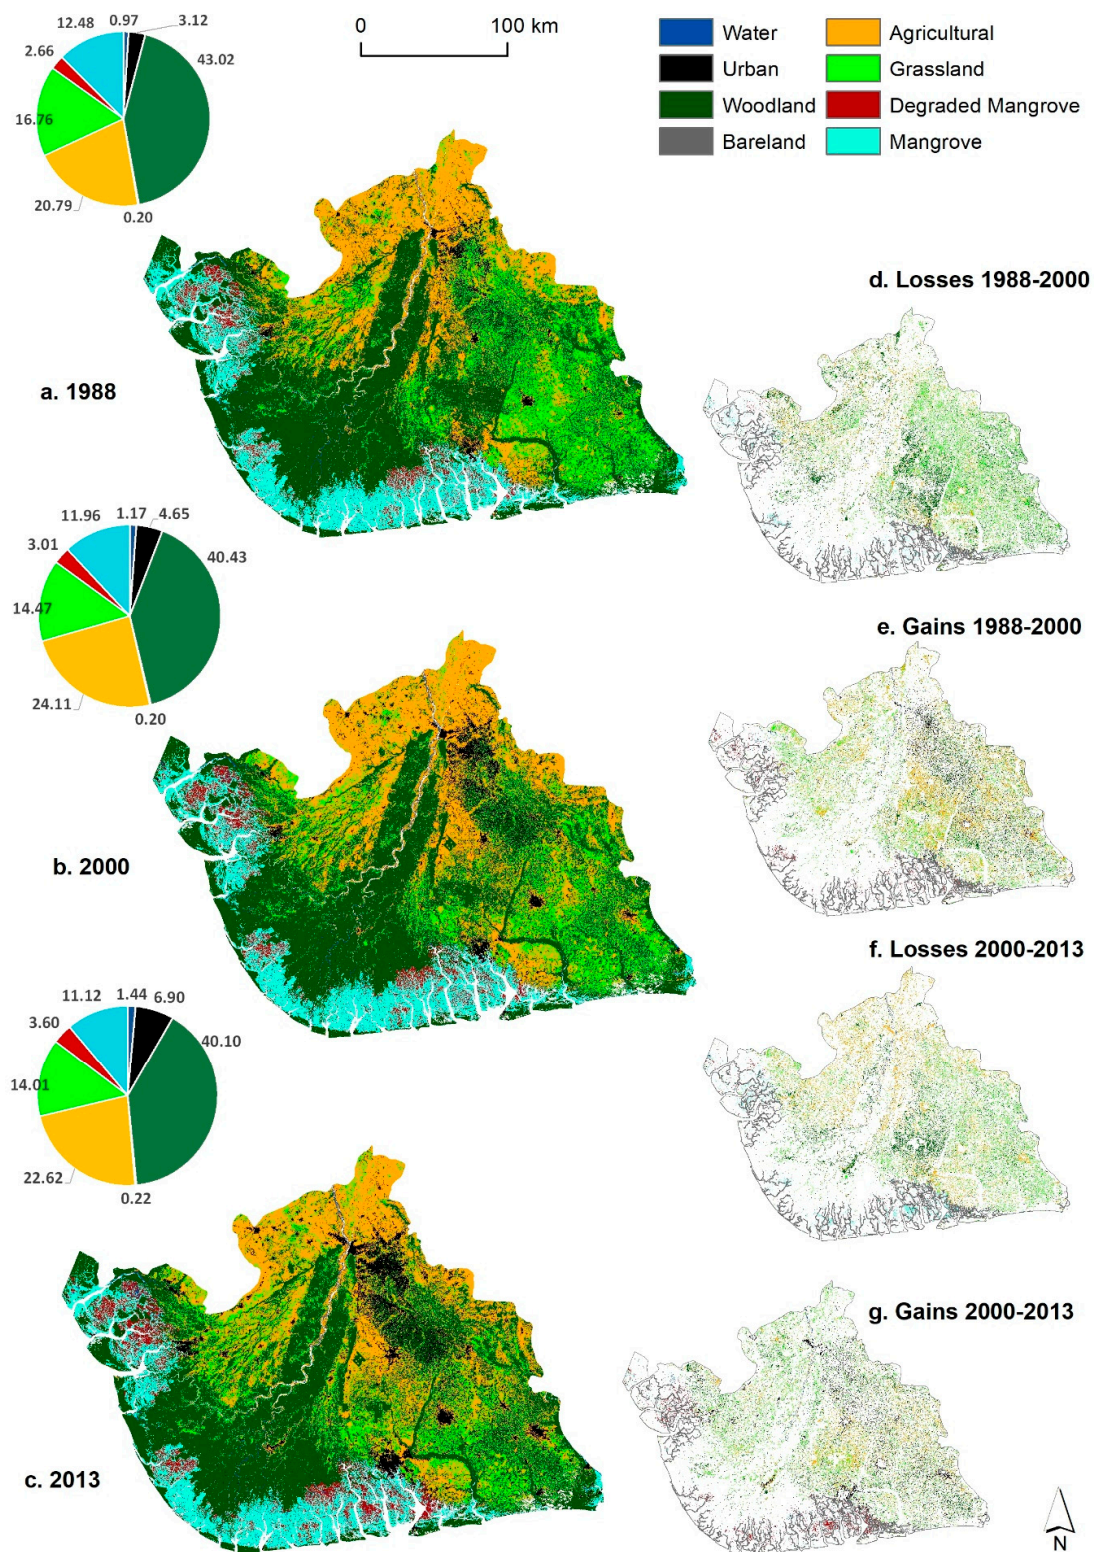 12.48 0.97 3.12
2.66
43.02
16.76
20.79
0.20
0 100 km
Water Agricultural
Urban Grassland
Woodland Degraded Mangrove
Bareland Mangrove
a. 1988
d. Losses 1988-2000
11.96 1.17 4.65
3.01
40.43
14.47
24.11
0.20
e. Gains 1988-2000
b. 2000
f. Losses 2000-2013
11.12 1.44 6.90
3.60
40.10
14.01
22.62
0.22
g. Gains 2000-2013
c. 2013
N